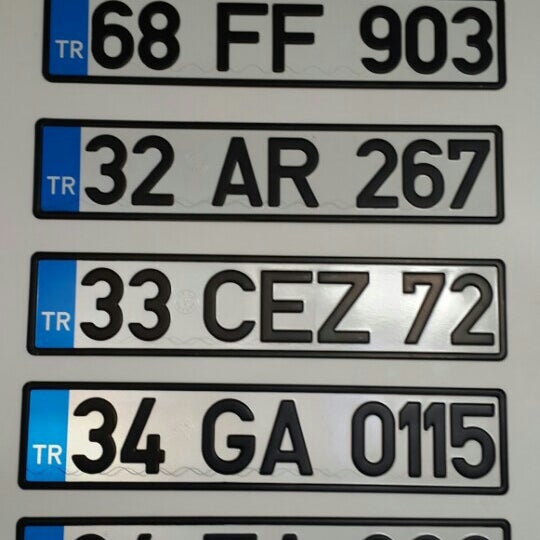 TR 68 FF 903
TR 32 AR 267
TR 33 CEZ 72
TR 34 GA 0115